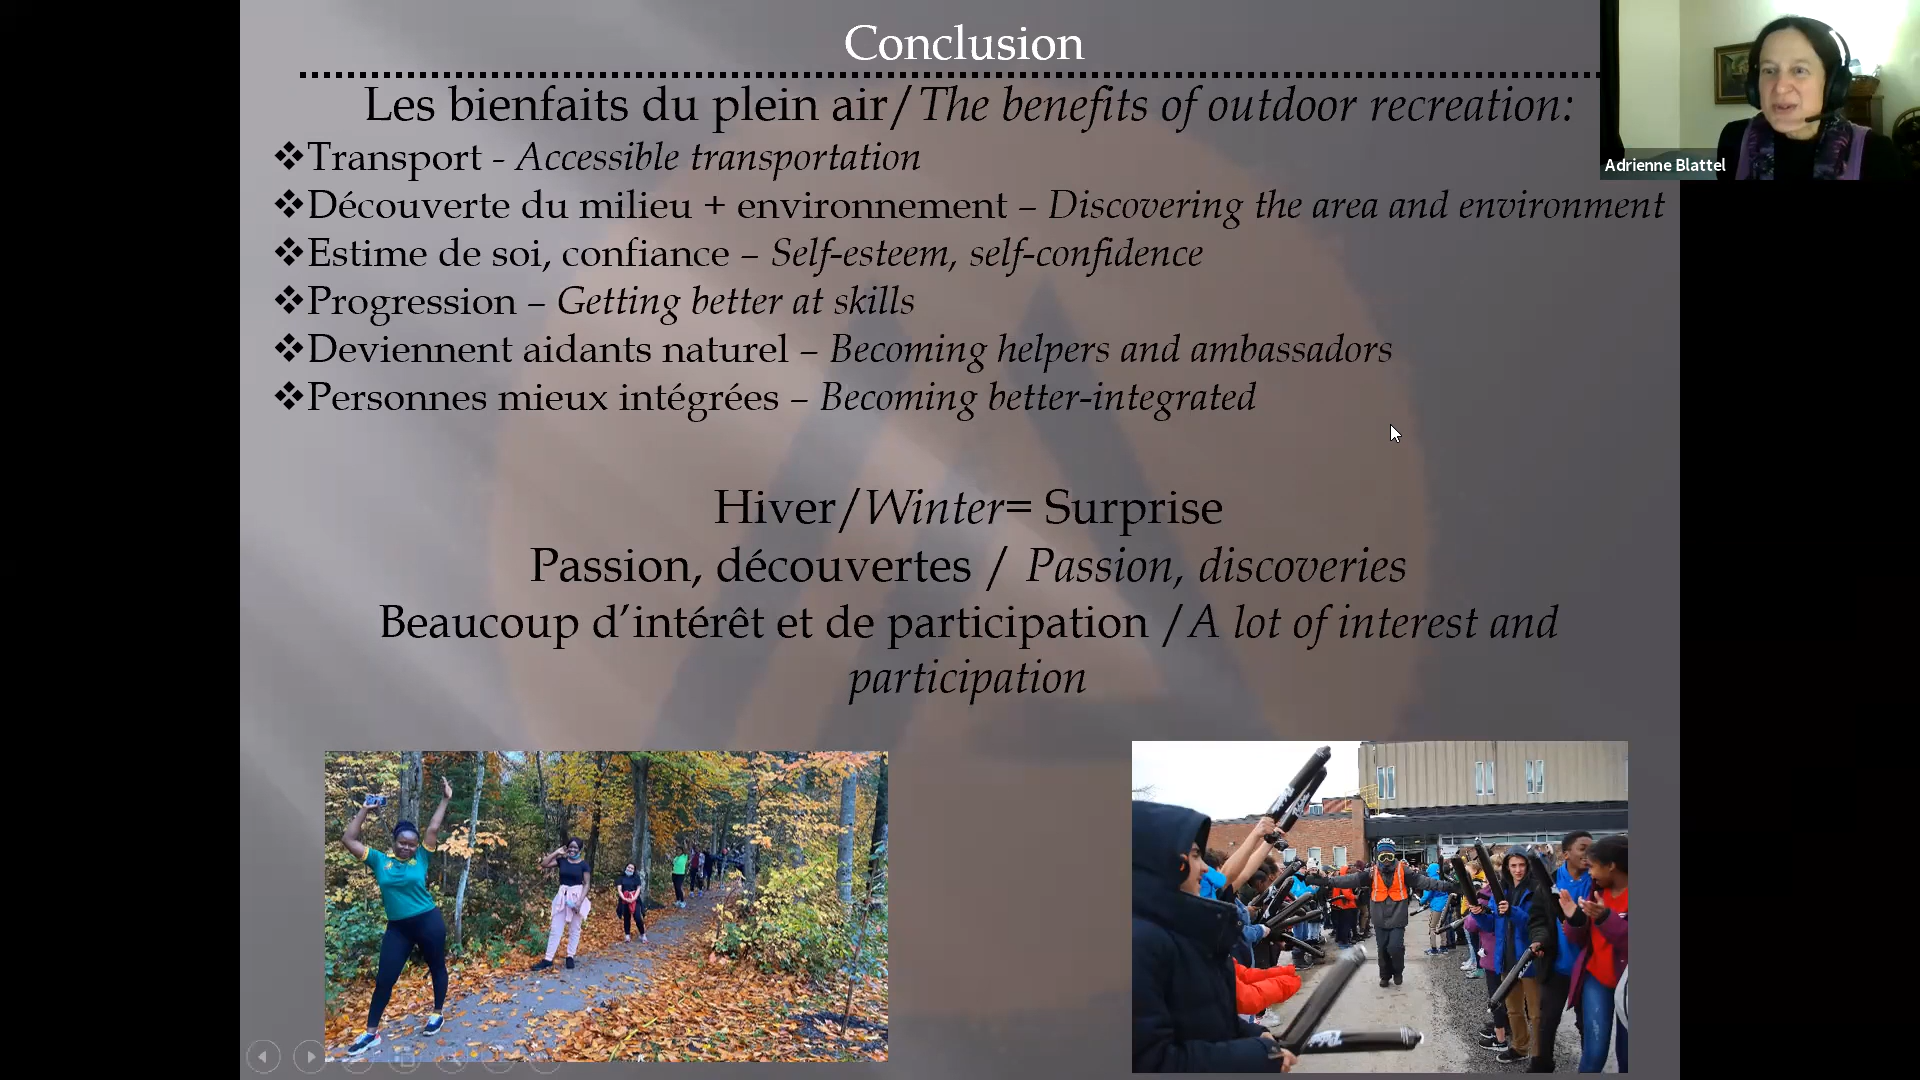 Conclusion
Les bienfaits du plein air/The benefits of outdoor recreation:
❖Transport - Accessible transportation
❖Découverte du milieu + environnement – Discovering the area and environment
❖Estime de soi, confiance – Self-esteem, self-confidence
❖Progression – Getting better at skills
❖Deviennent aidants naturel – Becoming helpers and ambassadors
❖Personnes mieux intégrées – Becoming better-integrated
Hiver/Winter= Surprise
Passion, découvertes / Passion, discoveries
Beaucoup d’intérêt et de participation /A lot of interest and
participation
Adrienne Blattel